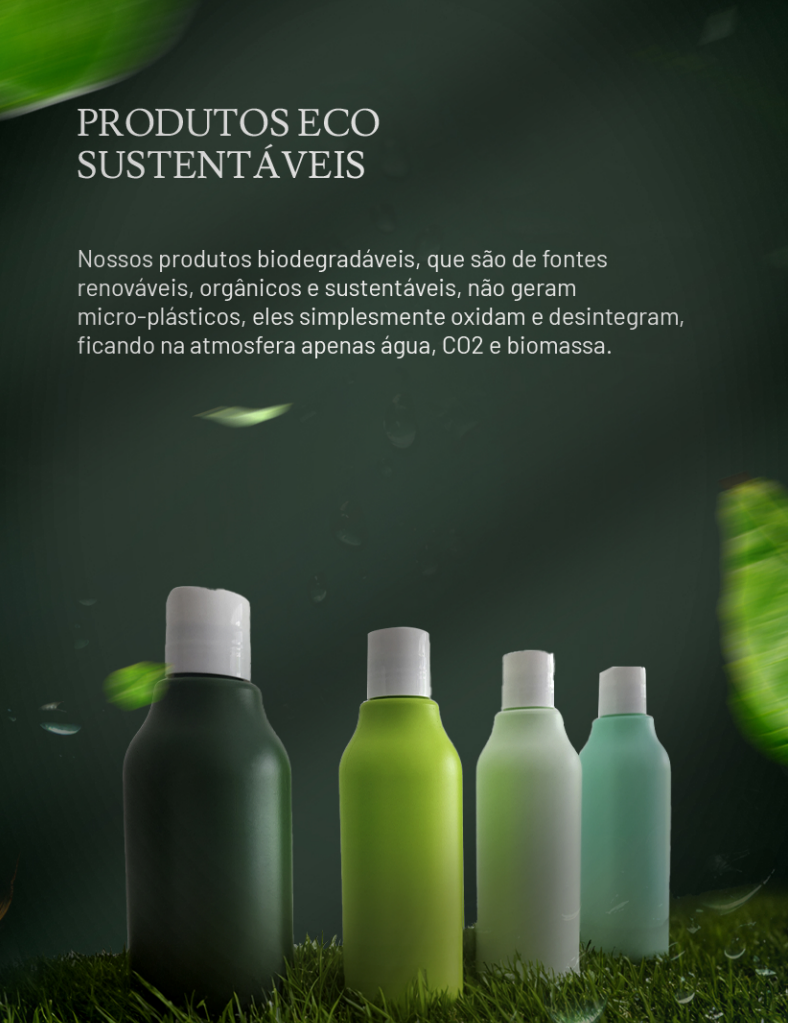 PRODUTOS ECO
SUSTENTÁVEIS
Nossos produtos biodegradáveis, que são de fontes
renováveis, orgânicos e sustentáveis, não geram
micro-plásticos, eles simplesmente oxidam e desintegram,
ficando na atmosfera apenas água, CO2 e biomassa.